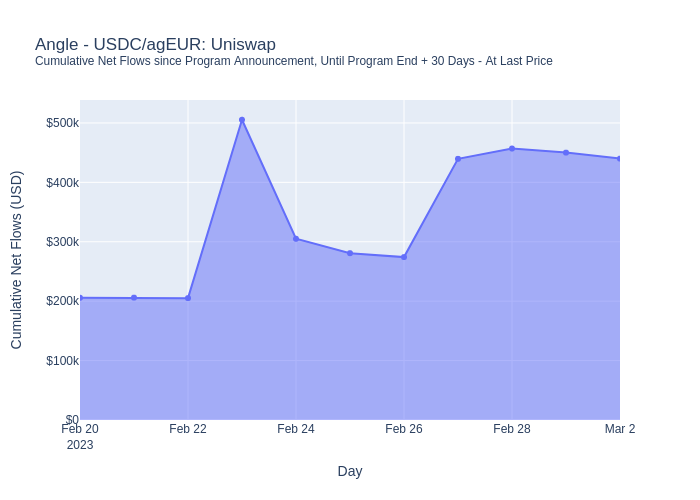 Angle - USDC/agEUR: Uniswap
Cumulative Net Flows since Program Announcement, Until Program End + 30 Days - At Last Price
Cumulative Net Flows (USD)
$500k
$400k
$300k
$200k
$100k
$0
Feb 20 Feb 22 Feb 24 Feb 26 Feb 28 Mar 2
2023
Day